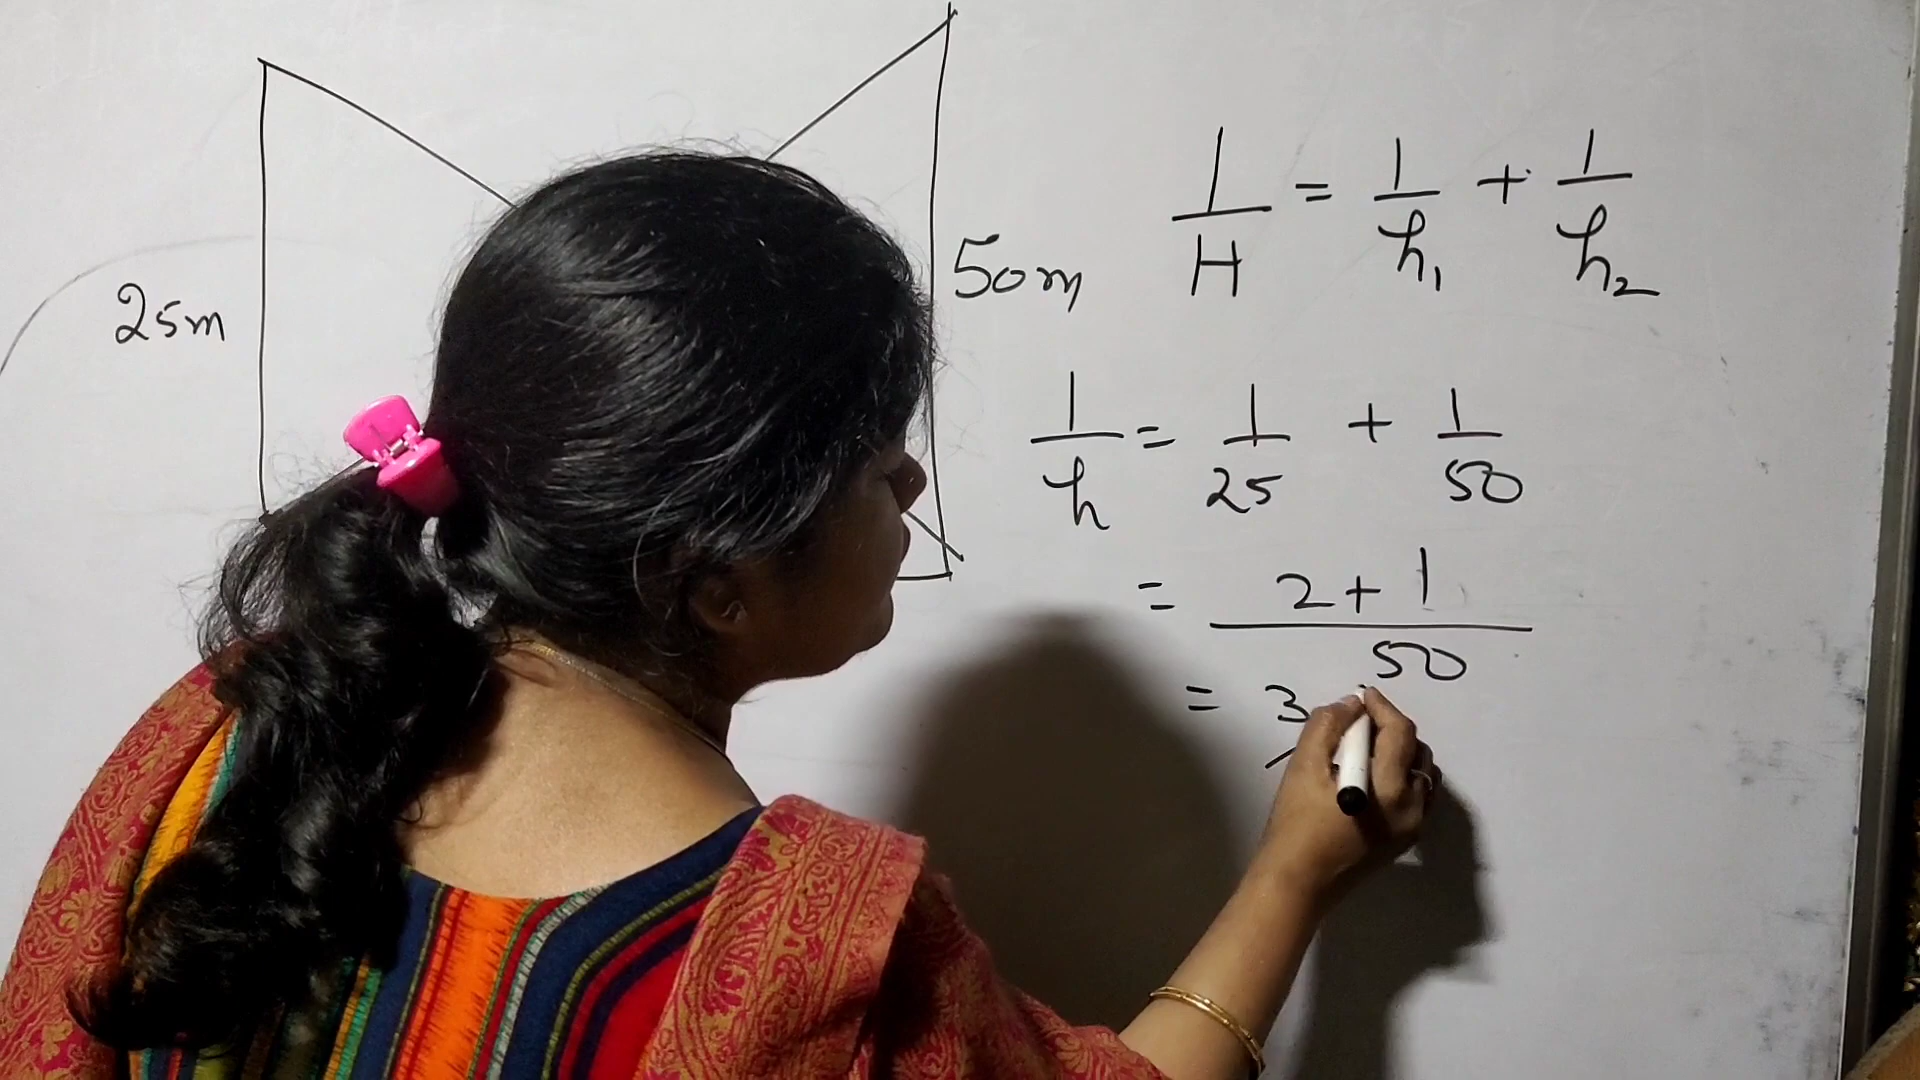 25m
50m
1/H = 1/h₁ + 1/h₂
1/h = 1/25 + 1/50
= 2+1/50
= 3